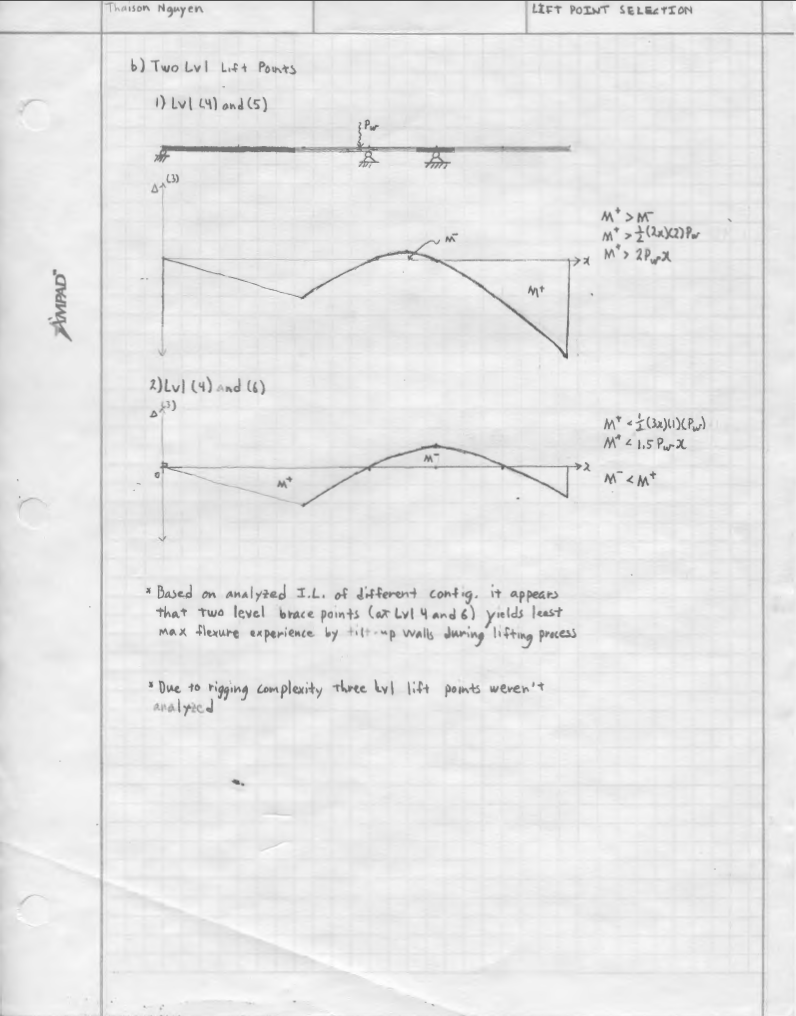 Thaison Nguyen
LIFT POINT SELECTION
b) Two Lvl Lift Points
1) Lvl (4) and (5)
Pw
Δ (3)
M⁻
x
M⁺
M⁺ > M⁻
M⁺ > ½(2x)(2)Pw
M⁺ > 2Pw·x
AMPAD™
2) Lvl (4) and (6)
Δ (3)
0
M⁺
M⁻
x
M⁺ < ½(3x)(1)(Pw)
M⁺ < 1.5 Pw·x
M⁻ < M⁺
* Based on analyzed I.L. of different config. it appears
that two level brace points (at Lvl 4 and 6) yields least
max flexure experience by tilt-up walls during lifting process
* Due to rigging complexity three Lvl lift points weren't
analyzed